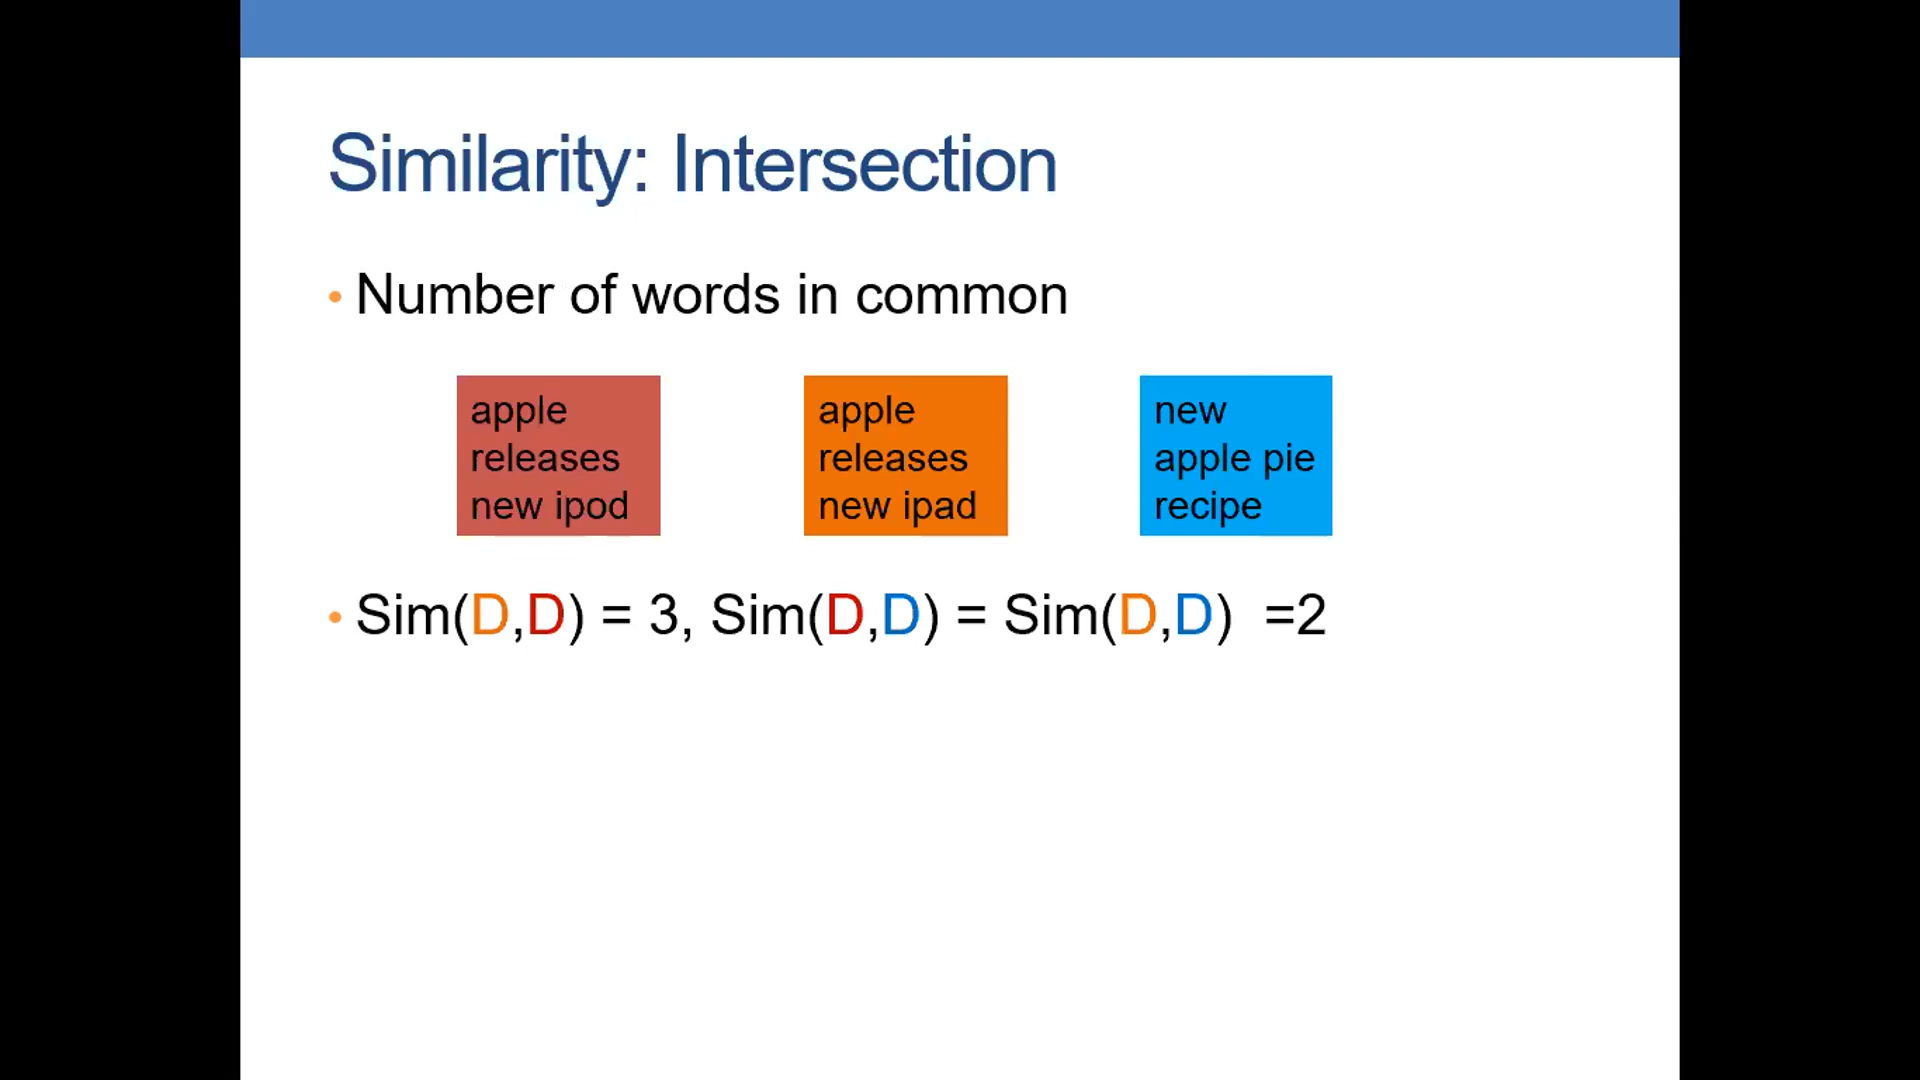 Similarity: Intersection
• Number of words in common
apple
releases
new ipod
apple
releases
new ipad
new
apple pie
recipe
• Sim(D,D) = 3, Sim(D,D) = Sim(D,D)  =2